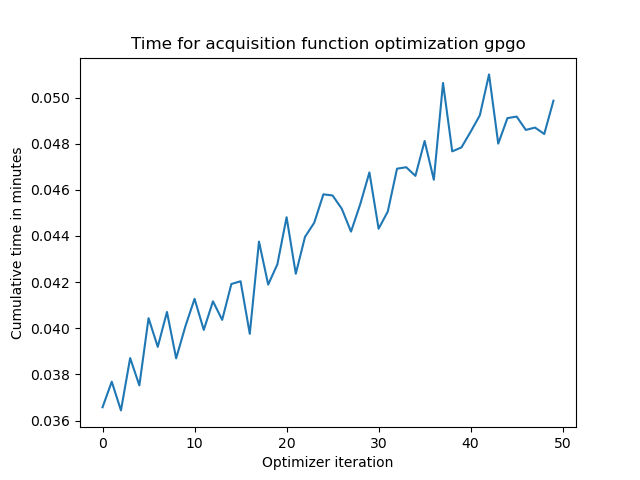 Time for acquisition function optimization gpgo
0.050
0.048
0.046
0.044
0.042
0.040
0.038
0.036
Cumulative time in minutes
0 10 20 30 40 50
Optimizer iteration